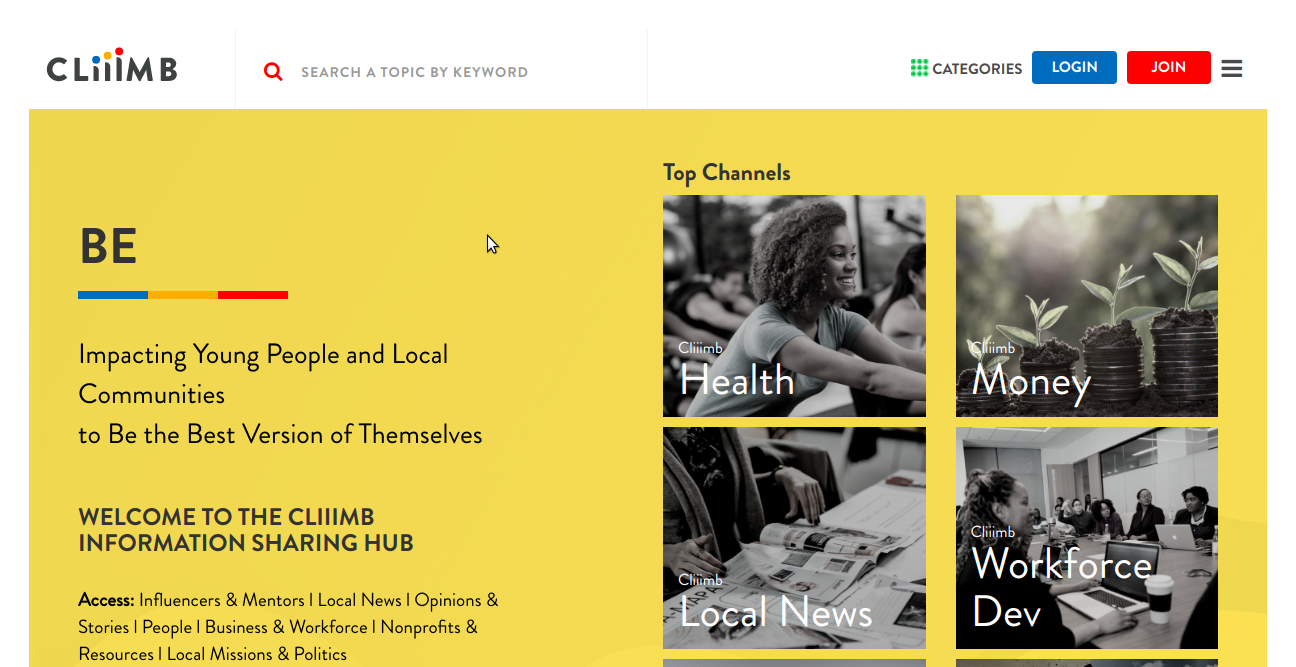 CLIIIMB
SEARCH A TOPIC BY KEYWORD
CATEGORIES
LOGIN
JOIN
BE
Impacting Young People and Local
Communities
to Be the Best Version of Themselves
WELCOME TO THE CLIIIMB
INFORMATION SHARING HUB
Access: Influencers & Mentors | Local News | Opinions &
Stories | People | Business & Workforce | Nonprofits &
Resources | Local Missions & Politics
Top Channels
Cliiimb
Health
Cliiimb
Money
Cliiimb
Local News
Cliiimb
Workforce
Dev